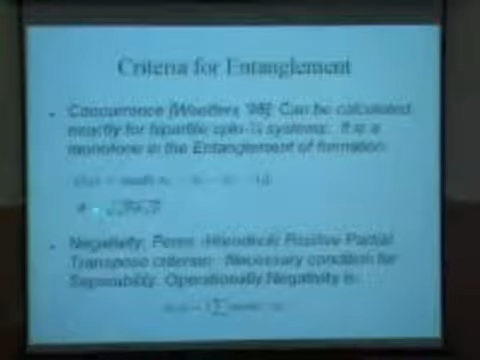 Criteria for Entanglement
Concurrence [Wootters '98]: Can be calculated
exactly for bipartite spin-½ systems. It is a
monotone in the Entanglement of formation.
Negativity: Peres -Horodecki Positive Partial
Transpose criterion: Necessary condition for
Separability. Operationally Negativity is: